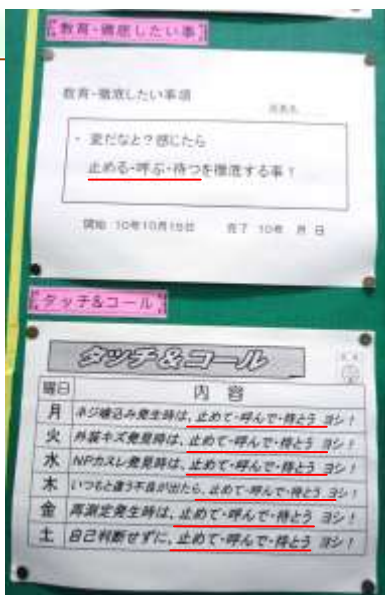 教育・徹底したい事
教育・徹底したい事項
・ 変だなと？感じたら
止める・呼ぶ・待つを徹底する事！
開始 10年10月15日 完了 10年 月 日
タッチ&コール
タッチ&コール
曜日 内容
月 ネジ噛込み発生時は、止めて・呼んで・待とう ヨシ！
火 外装キズ発見時は、止めて・呼んで・待とう ヨシ！
水 NPカスレ発見時は、止めて・呼んで・待とう ヨシ！
木 いつもと違う不良が出たら、止めて・呼んで・待とう ヨシ！
金 再測定発生時は、止めて・呼んで・待とう ヨシ！
土 自己判断せずに、止めて・呼んで・待とう ヨシ！